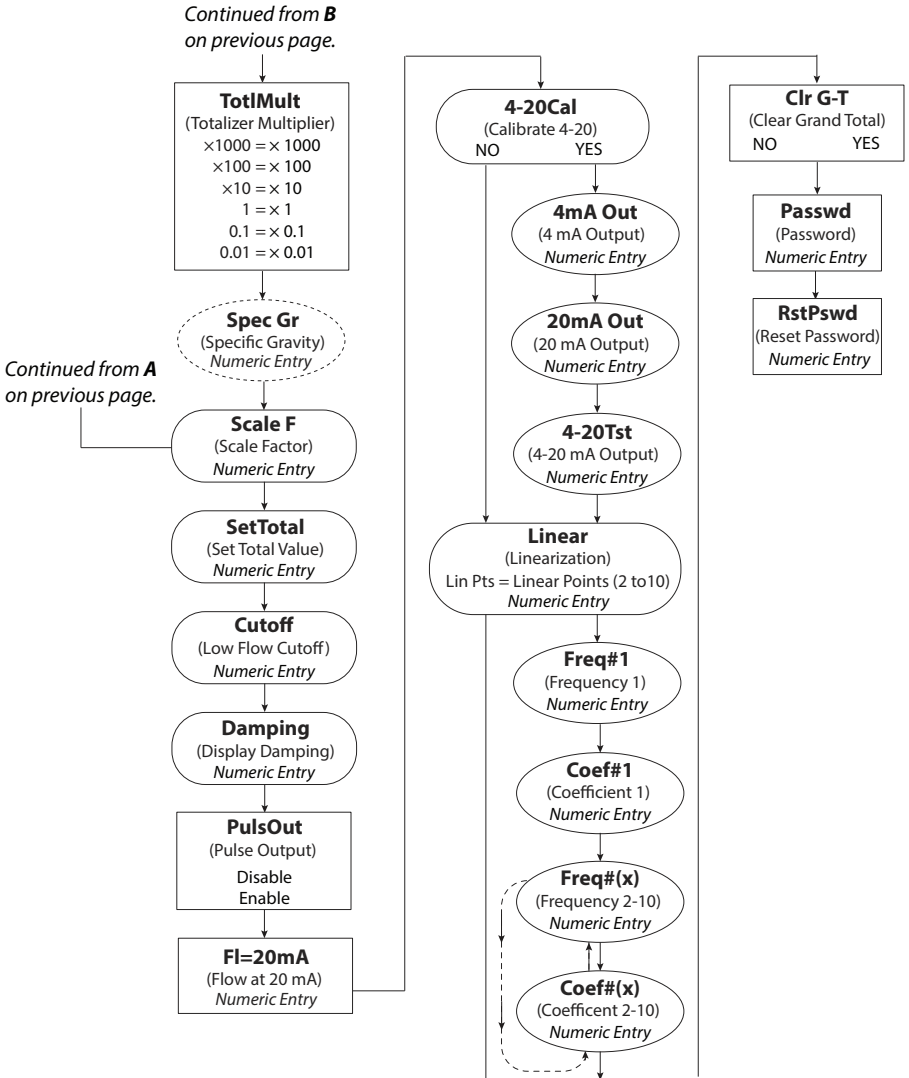 Continued from B
on previous page.
TotlMult
(Totalizer Multiplier)
×1000 = × 1000
×100 = × 100
×10 = × 10
1 = × 1
0.1 = × 0.1
0.01 = × 0.01
Spec Gr
(Specific Gravity)
Numeric Entry
Continued from A
on previous page.
Scale F
(Scale Factor)
Numeric Entry
SetTotal
(Set Total Value)
Numeric Entry
Cutoff
(Low Flow Cutoff)
Numeric Entry
Damping
(Display Damping)
Numeric Entry
PulsOut
(Pulse Output)
Disable
Enable
Fl=20mA
(Flow at 20 mA)
Numeric Entry
4-20Cal
(Calibrate 4-20)
NO YES
4mA Out
(4 mA Output)
Numeric Entry
20mA Out
(20 mA Output)
Numeric Entry
4-20Tst
(4-20 mA Output)
Numeric Entry
Linear
(Linearization)
Lin Pts = Linear Points (2 to10)
Numeric Entry
Freq#1
(Frequency 1)
Numeric Entry
Coef#1
(Coefficient 1)
Numeric Entry
Freq#(x)
(Frequency 2-10)
Numeric Entry
Coef#(x)
(Coefficent 2-10)
Numeric Entry
Clr G-T
(Clear Grand Total)
NO YES
Passwd
(Password)
Numeric Entry
RstPswd
(Reset Password)
Numeric Entry